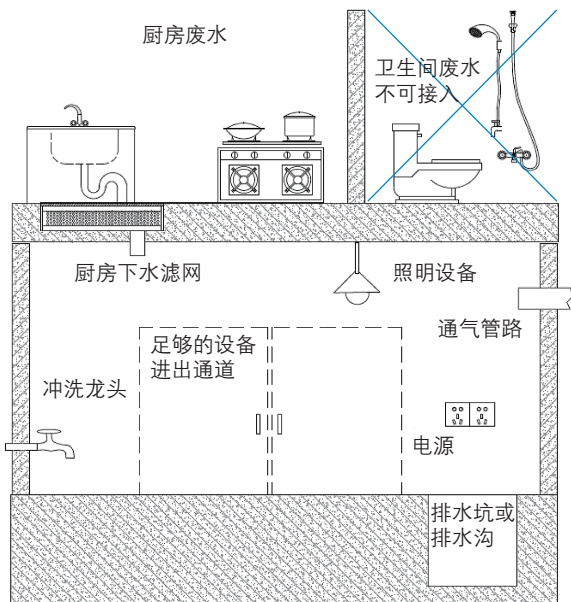 厨房废水
卫生间废水
不可接入
厨房下水滤网
照明设备
通气管路
足够的设备
进出通道
冲洗龙头
电源
排水坑或
排水沟